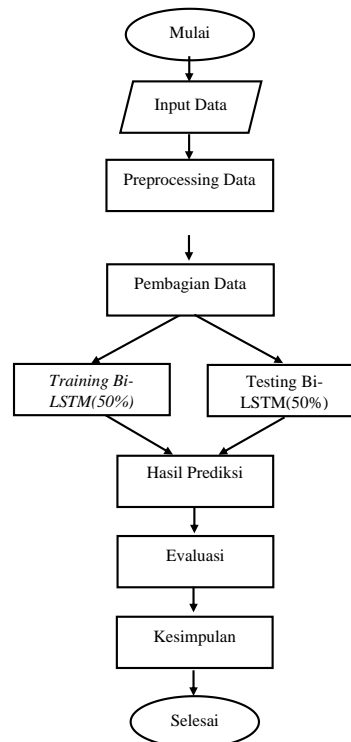 Mulai
Input Data
Preprocessing Data
Pembagian Data
Training Bi-
LSTM(50%)
Testing Bi-
LSTM(50%)
Hasil Prediksi
Evaluasi
Kesimpulan
Selesai